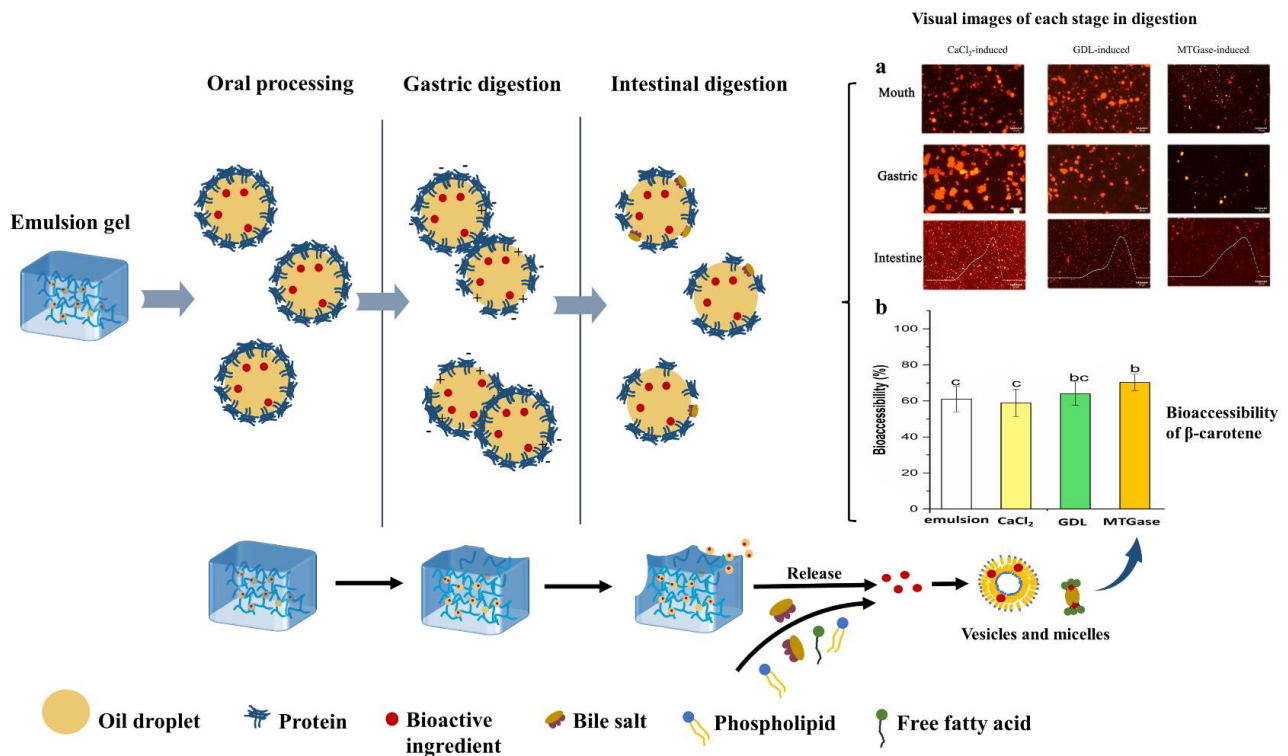 Visual images of each stage in digestion
CaCl₂-induced
GDL-induced
MTGase-induced
a
Mouth
Gastric
Intestine
Oral processing
Gastric digestion
Intestinal digestion
Emulsion gel
b
Bioaccessibility (%)
100
80
60
40
20
0
c
c
bc
b
emulsion
CaCl₂
GDL
MTGase
Bioaccessibility
of β-carotene
Release
Vesicles and micelles
Oil droplet
Protein
Bioactive
ingredient
Bile salt
Phospholipid
Free fatty acid